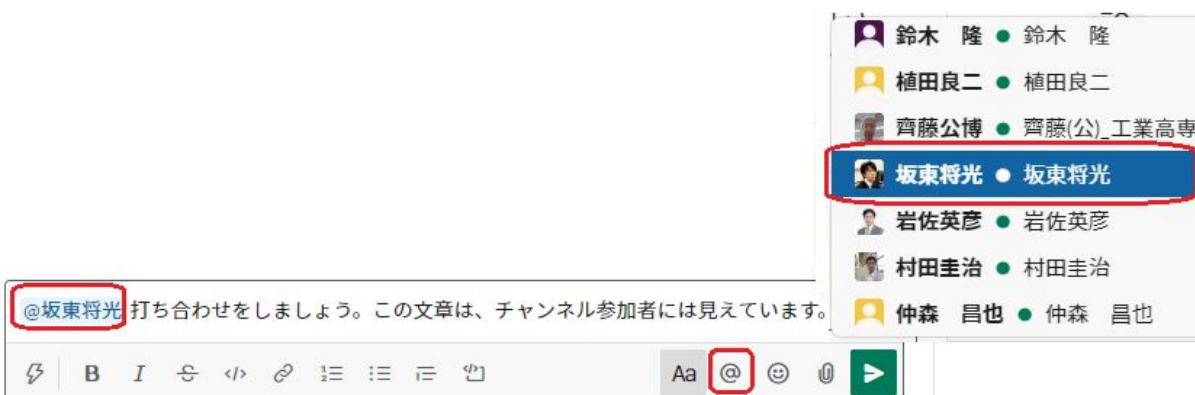 鈴木　隆 ● 鈴木　隆
植田良二 ● 植田良二
齊藤公博 ● 齊藤(公)_工業高専
坂東将光 ● 坂東将光
岩佐英彦 ● 岩佐英彦
村田圭治 ● 村田圭治
仲森　昌也 ● 仲森　昌也
@坂東将光 打ち合わせをしましょう。この文章は、チャンネル参加者には見えています。
B I S </> Aa @